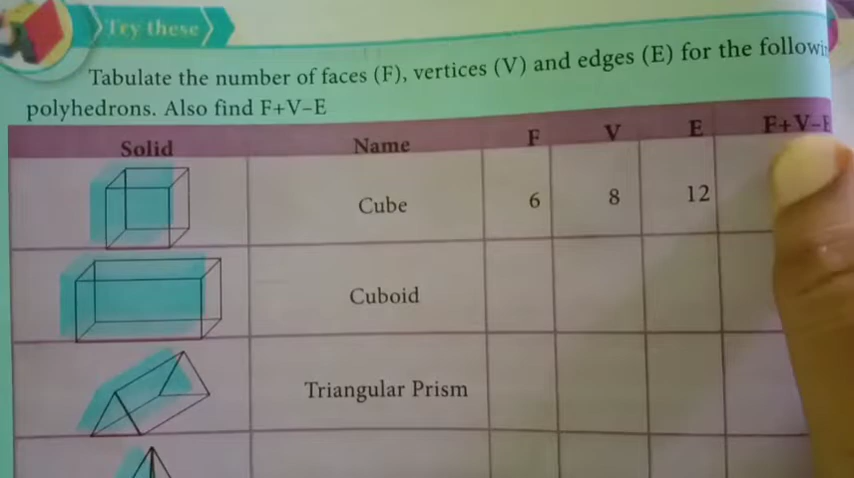 Try these
Tabulate the number of faces (F), vertices (V) and edges (E) for the
polyhedrons. Also find F+V–E
Solid Name F V E F+V–E
Cube 6 8 12
Cuboid
Triangular Prism